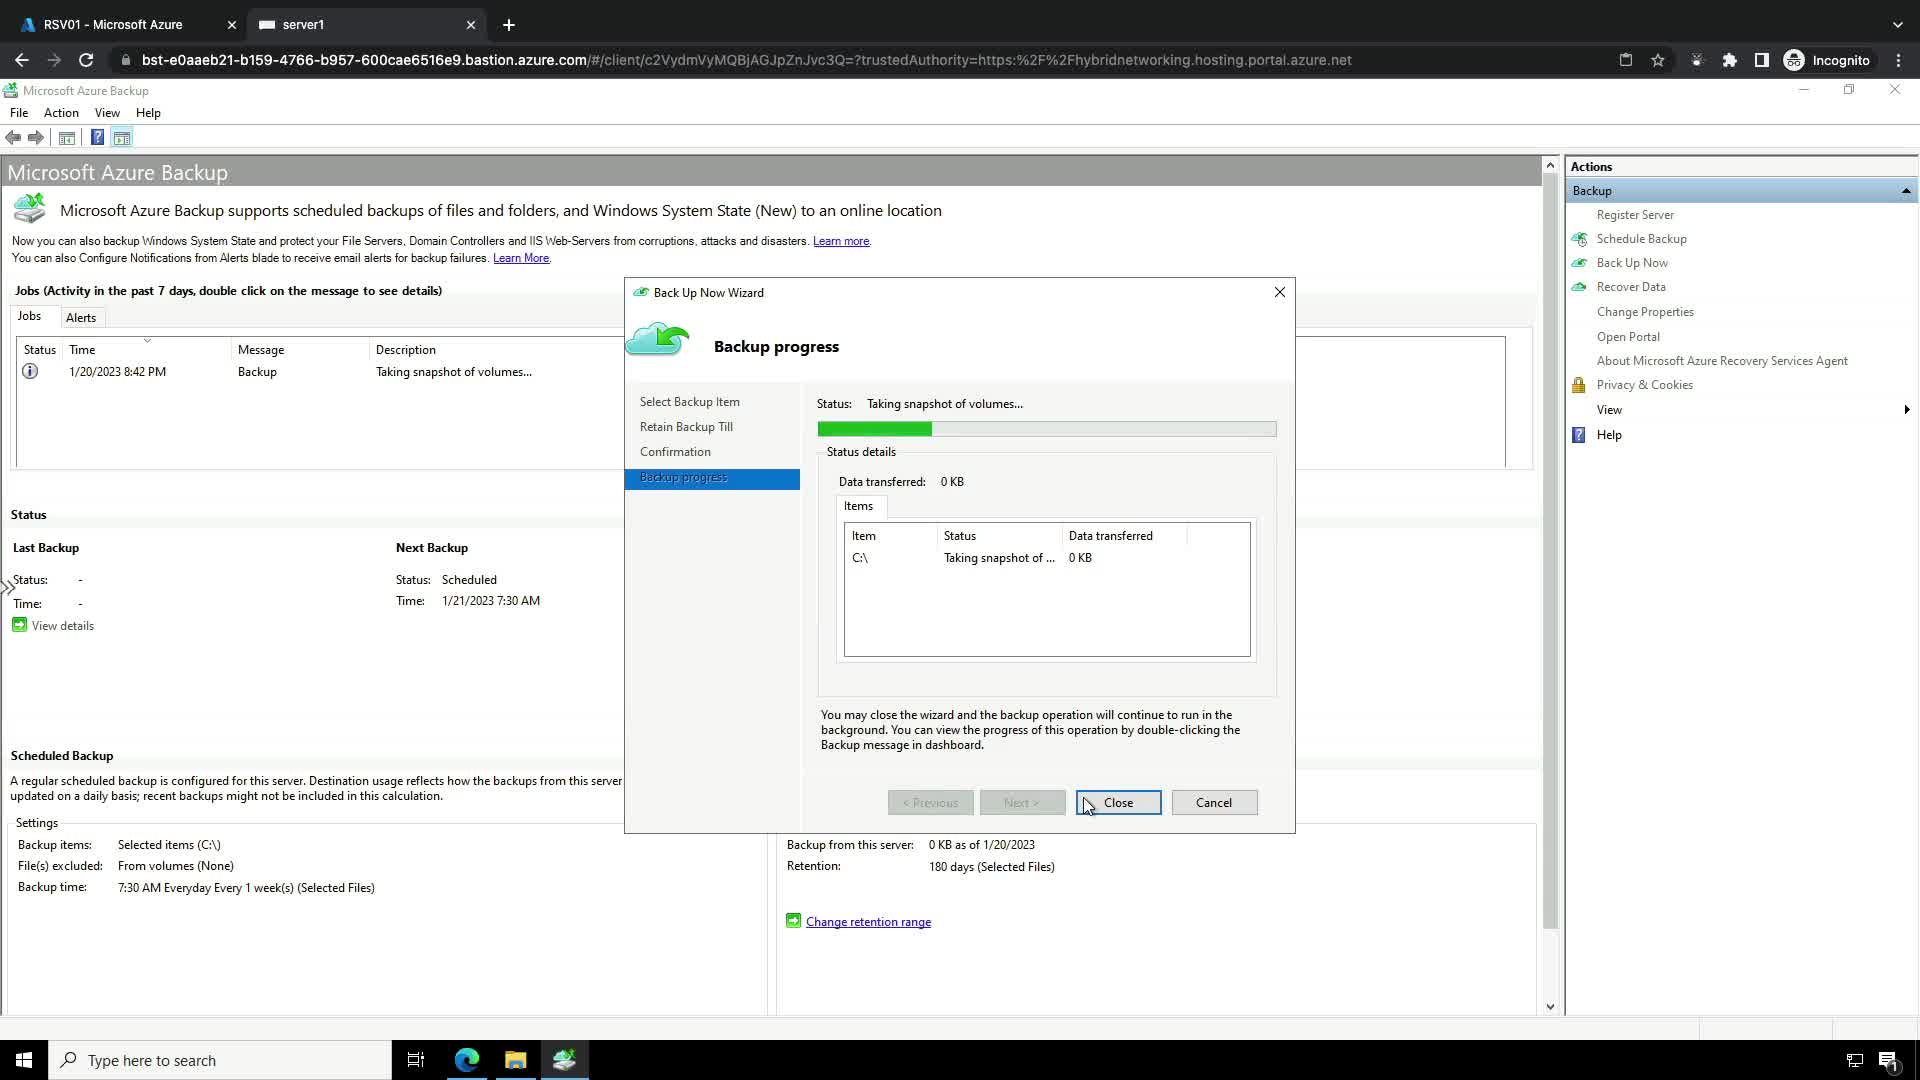 RSV01 - Microsoft Azure
server1
bst-e0aaeb21-b159-4766-b957-600cae6516e9.bastion.azure.com/#/client/c2VydmVyMQBjAGJpZnJvc3Q=?trustedAuthority=https:%2F%2Fhybridnetworking.hosting.portal.azure.net
Incognito
Microsoft Azure Backup
File Action View Help
Microsoft Azure Backup
Microsoft Azure Backup supports scheduled backups of files and folders, and Windows System State (New) to an online location
Now you can also backup Windows System State and protect your File Servers, Domain Controllers and IIS Web-Servers from corruptions, attacks and disasters. Learn more.
You can also Configure Notifications from Alerts blade to receive email alerts for backup failures. Learn More.
Jobs (Activity in the past 7 days, double click on the message to see details)
Jobs Alerts
Status Time Message Description
1/20/2023 8:42 PM Backup Taking snapshot of volumes...
Status
Last Backup
Status: -
Time: -
View details
Next Backup
Status: Scheduled
Time: 1/21/2023 7:30 AM
Scheduled Backup
A regular scheduled backup is configured for this server. Destination usage reflects how the backups from this server
updated on a daily basis; recent backups might not be included in this calculation.
Settings
Backup items: Selected items (C:\)
File(s) excluded: From volumes (None)
Backup time: 7:30 AM Everyday Every 1 week(s) (Selected Files)
Backup from this server: 0 KB as of 1/20/2023
Retention: 180 days (Selected Files)
Change retention range
Back Up Now Wizard
Backup progress
Select Backup Item
Retain Backup Till
Confirmation
Backup progress
Status: Taking snapshot of volumes...
Status details
Data transferred: 0 KB
Items
Item Status Data transferred
C:\ Taking snapshot of ... 0 KB
You may close the wizard and the backup operation will continue to run in the
background. You can view the progress of this operation by double-clicking the
Backup message in dashboard.
< Previous Next > Close Cancel
Actions
Backup
Register Server
Schedule Backup
Back Up Now
Recover Data
Change Properties
Open Portal
About Microsoft Azure Recovery Services Agent
Privacy & Cookies
View
Help
Type here to search
1